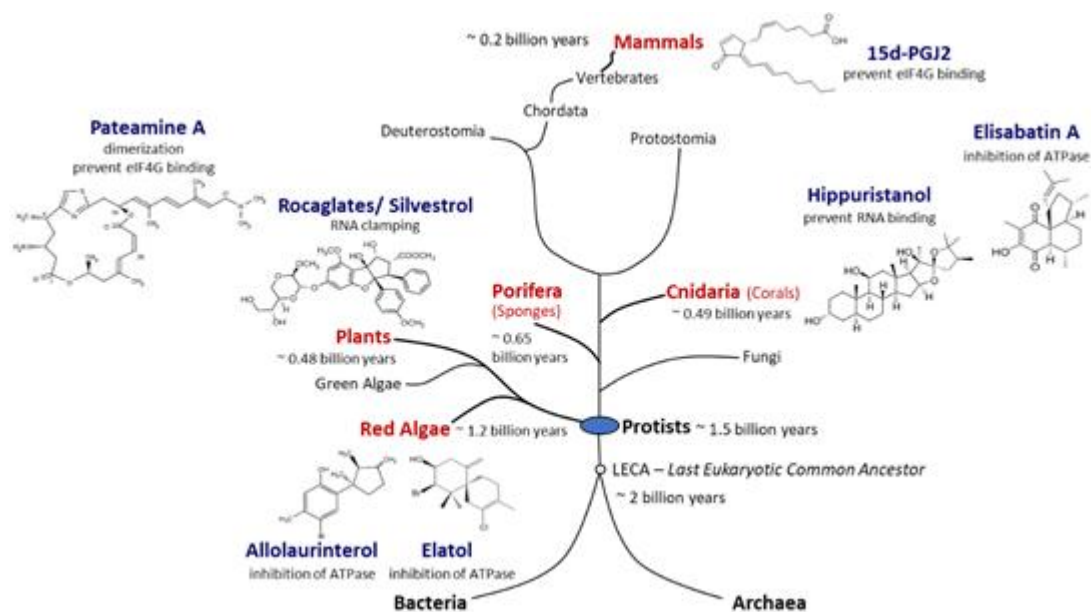 ~ 0.2 billion years
Mammals
15d-PGJ2
prevent eIF4G binding
Vertebrates
Chordata
Deuterostomia
Protostomia
Pateamine A
dimerization
prevent eIF4G binding
Elisabatin A
inhibition of ATPase
Rocaglates/ Silvestrol
RNA clamping
Hippuristanol
prevent RNA binding
Porifera
(Sponges)
~ 0.65
billion years
Cnidaria (Corals)
~ 0.49 billion years
Plants
~ 0.48 billion years
Green Algae
Fungi
Red Algae ~ 1.2 billion years
Protists ~ 1.5 billion years
LECA – Last Eukaryotic Common Ancestor
~ 2 billion years
Allolaurinterol
inhibition of ATPase
Elatol
inhibition of ATPase
Bacteria
Archaea